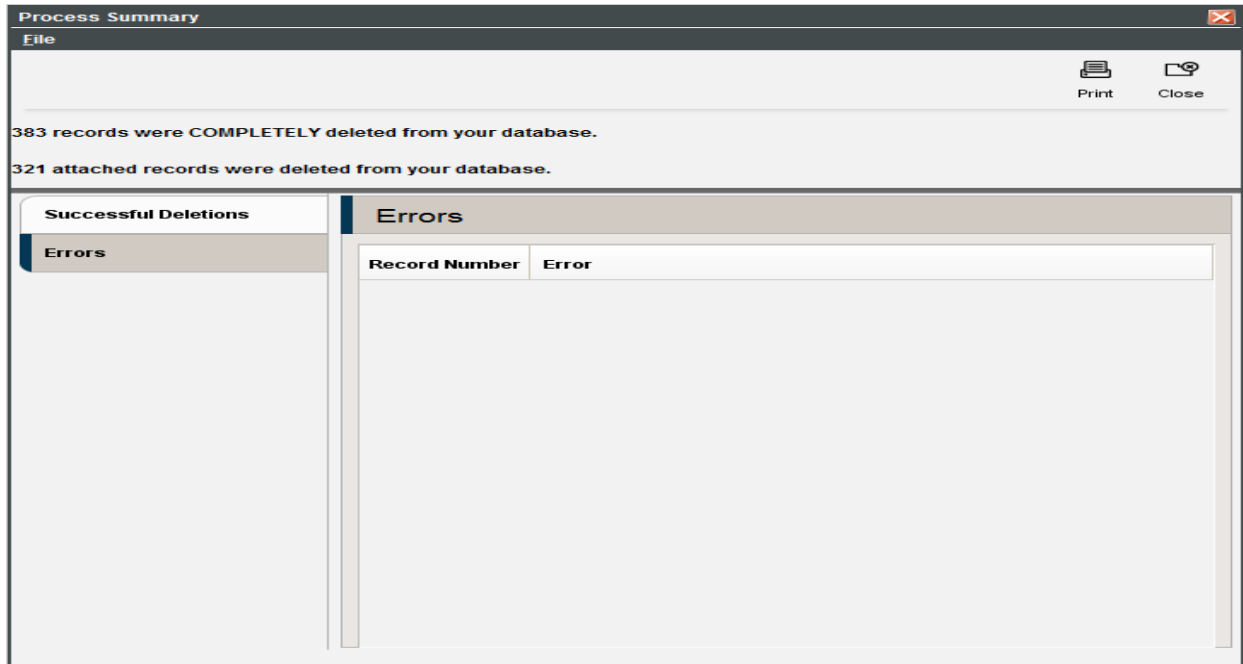 Process Summary
File
Print Close
383 records were COMPLETELY deleted from your database.
321 attached records were deleted from your database.
Successful Deletions
Errors
Errors
Record Number Error